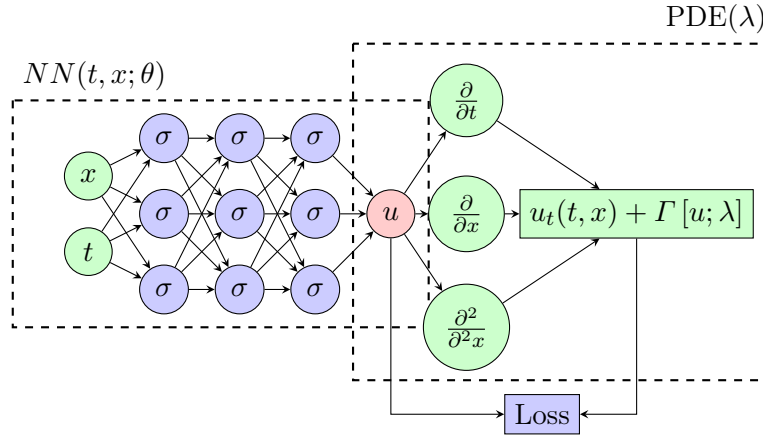 PDE(λ)
NN(t, x; θ)
∂/∂t
σ σ σ
x
σ σ σ
u
∂/∂x
u_t(t, x) + Γ [u; λ]
t
σ σ σ
∂²/∂²x
Loss